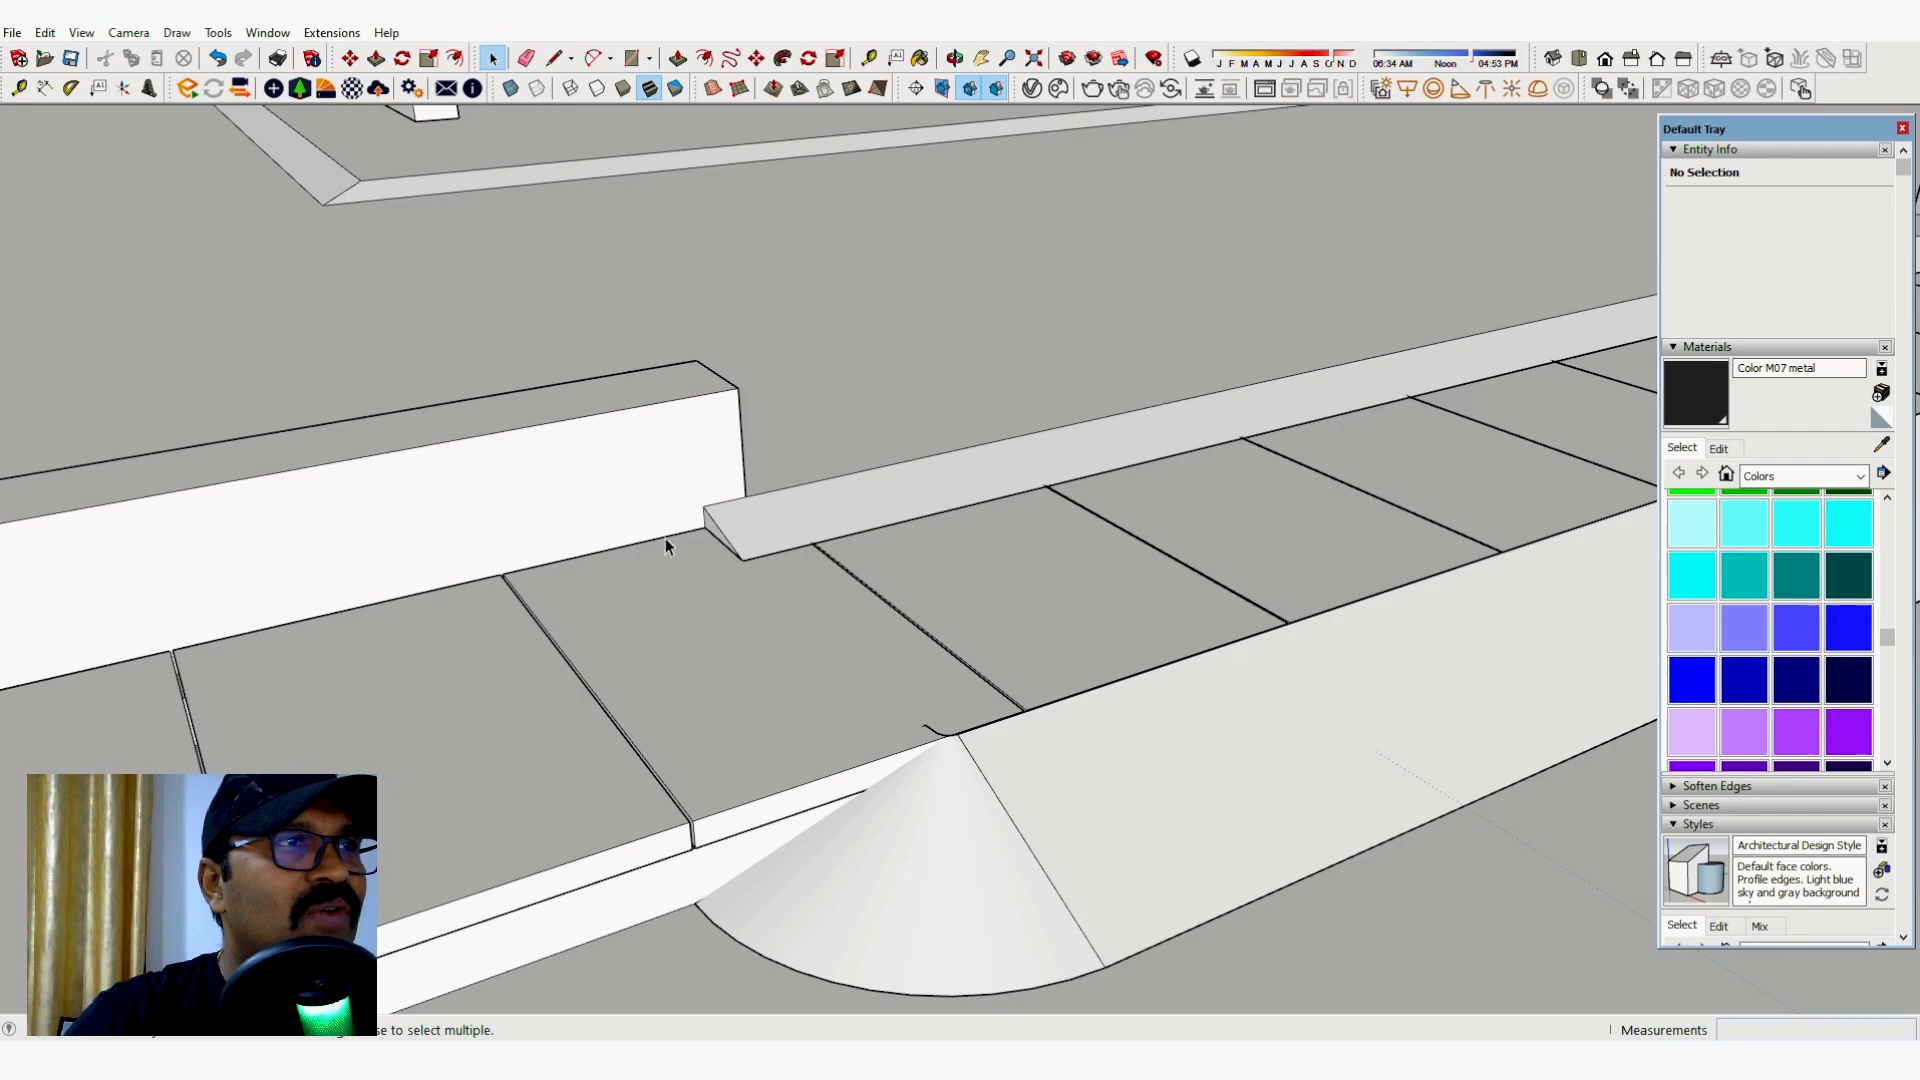 File Edit View Camera Draw Tools Window Extensions Help
J F M A M J J A S O N D
06:34 AM Noon 04:53 PM
Default Tray
Entity Info
No Selection
Materials
Color M07 metal
Select Edit
Colors
Soften Edges
Scenes
Styles
Architectural Design Style
Default face colors.
Profile edges. Light blue
sky and gray background
Select Edit Mix
se to select multiple.
Measurements